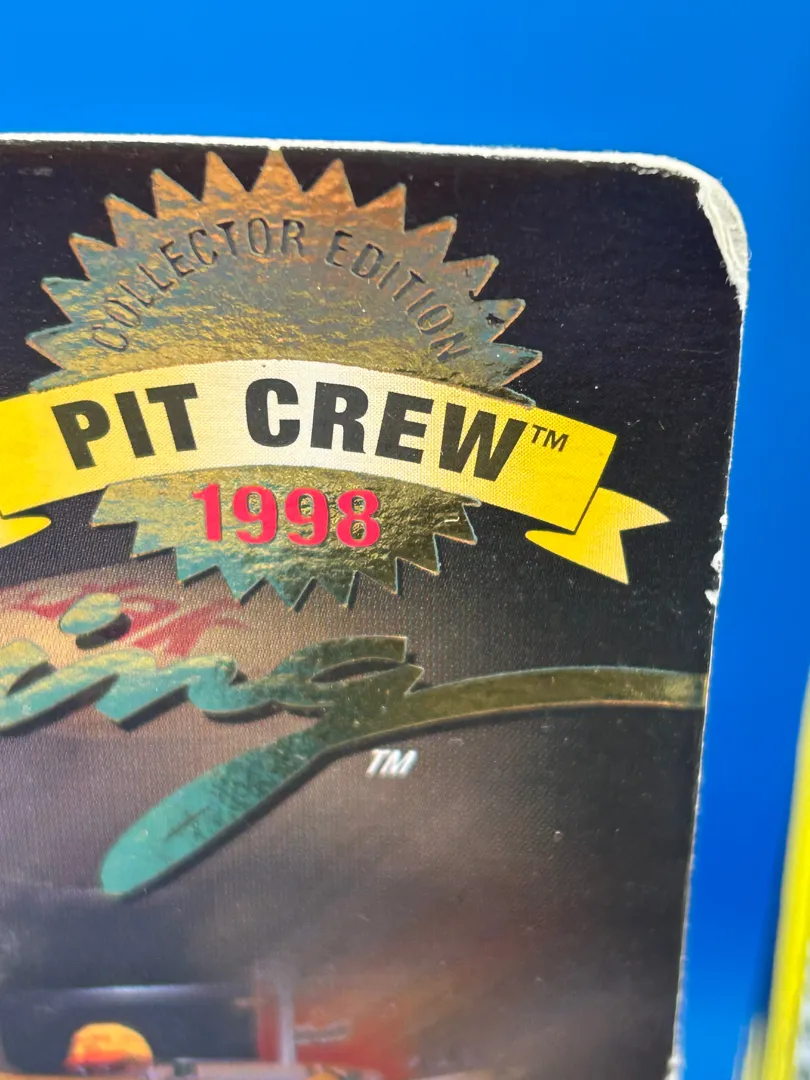 COLLECTOR EDITION
PIT CREW™
1998
TM